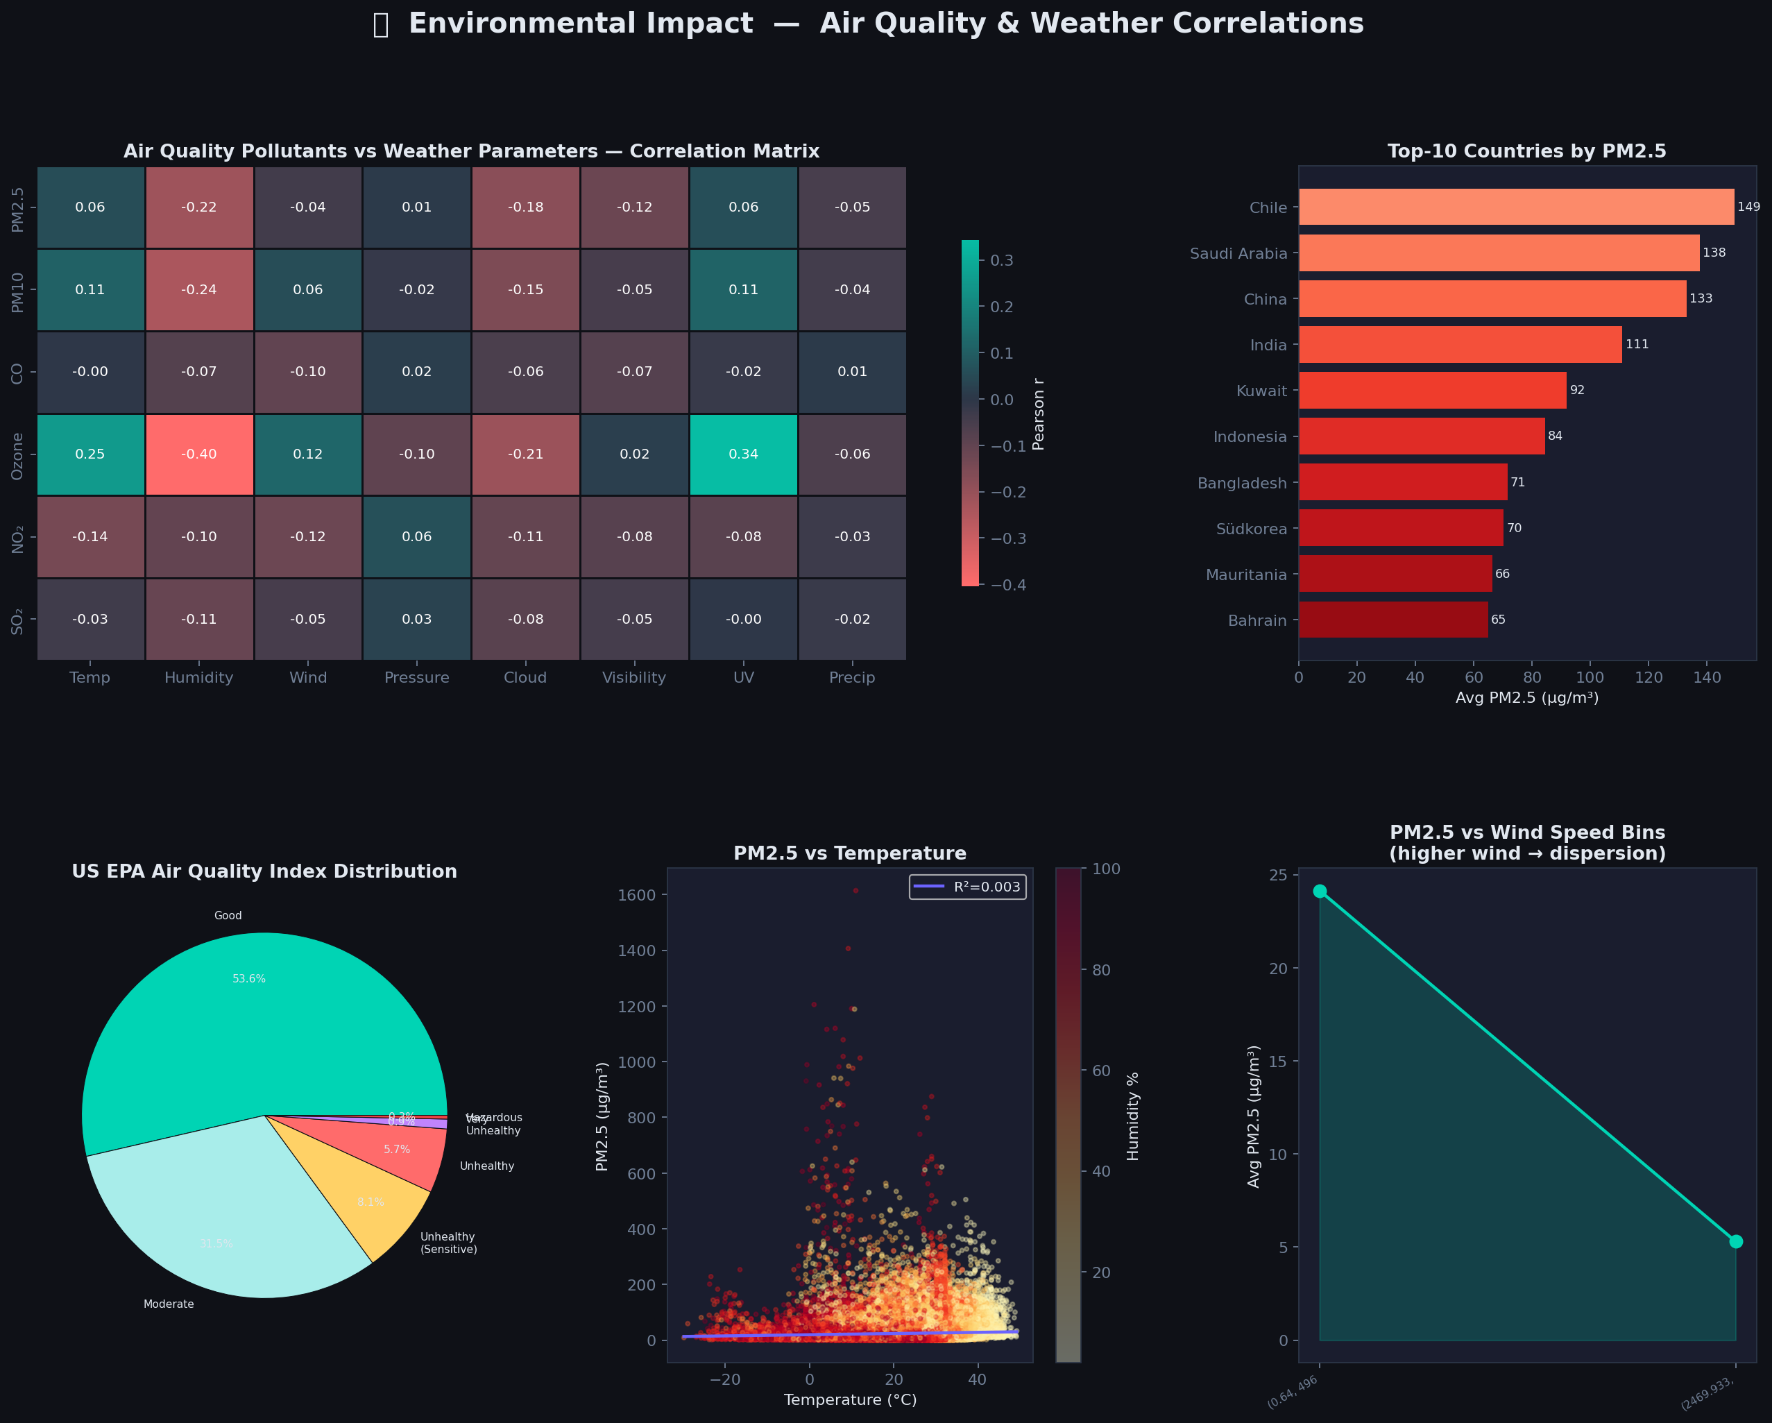 Environmental Impact — Air Quality & Weather Correlations
Air Quality Pollutants vs Weather Parameters — Correlation Matrix
PM2.5 0.06 -0.22 -0.04 0.01 -0.18 -0.12 0.06 -0.05
PM10 0.11 -0.24 0.06 -0.02 -0.15 -0.05 0.11 -0.04
CO -0.00 -0.07 -0.10 0.02 -0.06 -0.07 -0.02 0.01
Ozone 0.25 -0.40 0.12 -0.10 -0.21 0.02 0.34 -0.06
NO₂ -0.14 -0.10 -0.12 0.06 -0.11 -0.08 -0.08 -0.03
SO₂ -0.03 -0.11 -0.05 0.03 -0.08 -0.05 -0.00 -0.02
Temp Humidity Wind Pressure Cloud Visibility UV Precip
0.3
0.2
0.1
0.0
−0.1
−0.2
−0.3
−0.4
Pearson r
Top-10 Countries by PM2.5
Chile 149
Saudi Arabia 138
China 133
India 111
Kuwait 92
Indonesia 84
Bangladesh 71
Südkorea 70
Mauritania 66
Bahrain 65
0 20 40 60 80 100 120 140
Avg PM2.5 (µg/m³)
US EPA Air Quality Index Distribution
Good
53.6%
Hazardous
Very
Unhealthy
5.7%
Unhealthy
8.1%
Unhealthy
(Sensitive)
31.5%
Moderate
PM2.5 vs Temperature
R²=0.003
1600
1400
1200
1000
800
600
400
200
0
PM2.5 (µg/m³)
−20 0 20 40
Temperature (°C)
100
80
60
40
20
Humidity %
PM2.5 vs Wind Speed Bins
(higher wind → dispersion)
25
20
15
10
5
0
Avg PM2.5 (µg/m³)
(0.64, 496
(2469.933,